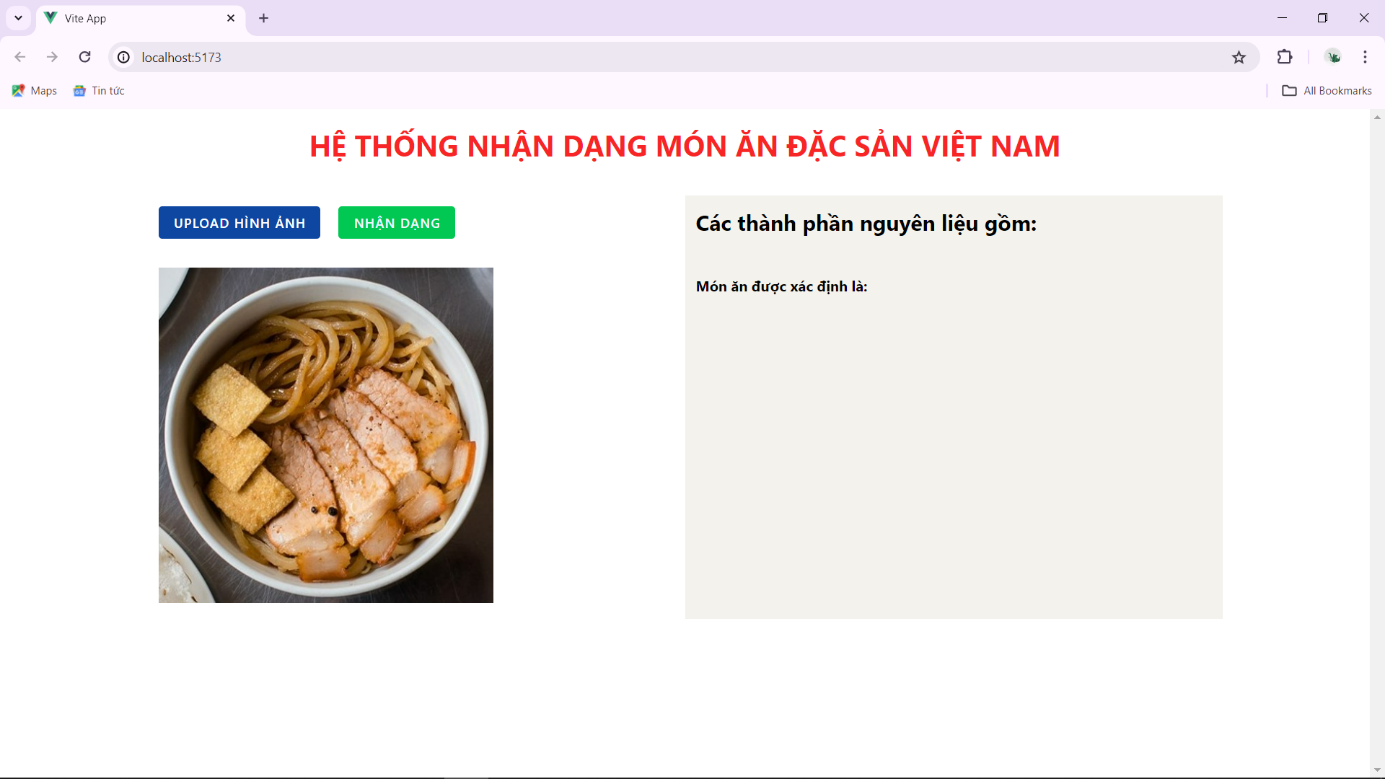 Vite App
localhost:5173
Maps
Tin tức
All Bookmarks
HỆ THỐNG NHẬN DẠNG MÓN ĂN ĐẶC SẢN VIỆT NAM
UPLOAD HÌNH ẢNH
NHẬN DẠNG
Các thành phần nguyên liệu gồm:
Món ăn được xác định là: